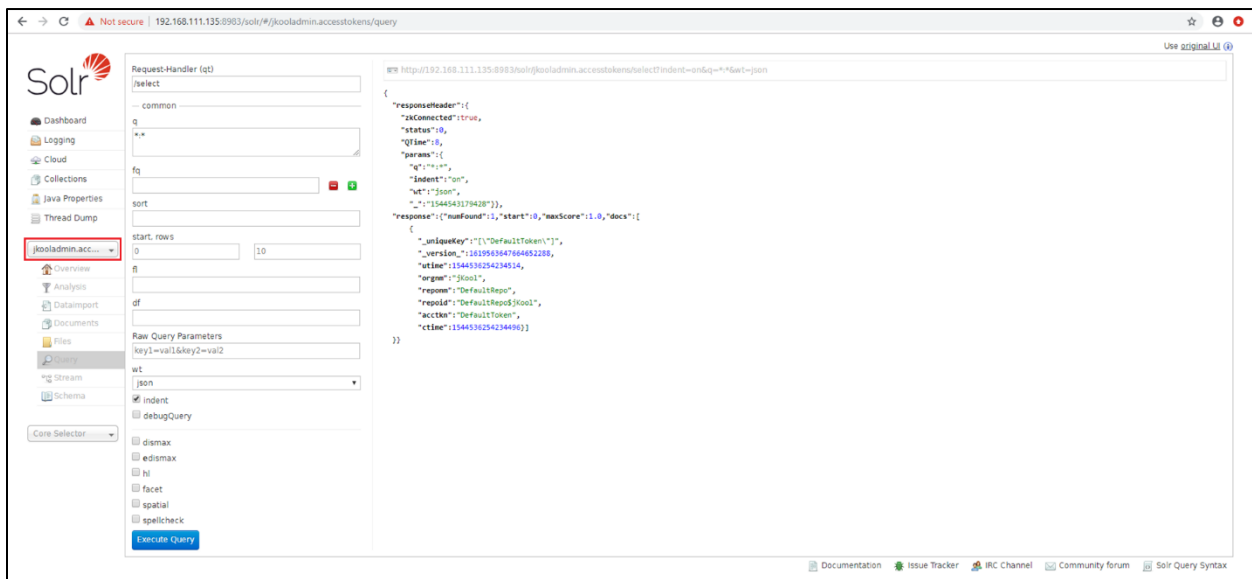 Not secure | 192.168.111.135:8983/solr/#/jkooladmin.accesstokens/query
Use original UI
Solr
Dashboard
Logging
Cloud
Collections
Java Properties
Thread Dump
jkooladmin.acc...
Overview
Analysis
Dataimport
Documents
Files
Query
Stream
Schema
Core Selector
Request-Handler (qt)
/select
common
q
*:*
fq
sort
start, rows
0 10
fl
df
Raw Query Parameters
key1=val1&key2=val2
wt
json
indent
debugQuery
dismax
edismax
hl
facet
spatial
spellcheck
Execute Query
http://192.168.111.135:8983/solr/jkooladmin.accesstokens/select?indent=on&q=*:*&wt=json
{
"responseHeader":{
"zkConnected":true,
"status":0,
"QTime":8,
"params":{
"q":"*:*",
"indent":"on",
"wt":"json",
"_":"1544543179428"}},
"response":{"numFound":1,"start":0,"maxScore":1.0,"docs":[
{
"_uniqueKey":"[\"DefaultToken\"]",
"_version_":1619563647664652288,
"utime":1544536254234514,
"orgnm":"jKool",
"reponm":"DefaultRepo",
"repoid":"DefaultRepo$jKool",
"acctkn":"DefaultToken",
"ctime":1544536254234496}]
}}
Documentation Issue Tracker IRC Channel Community forum Solr Query Syntax